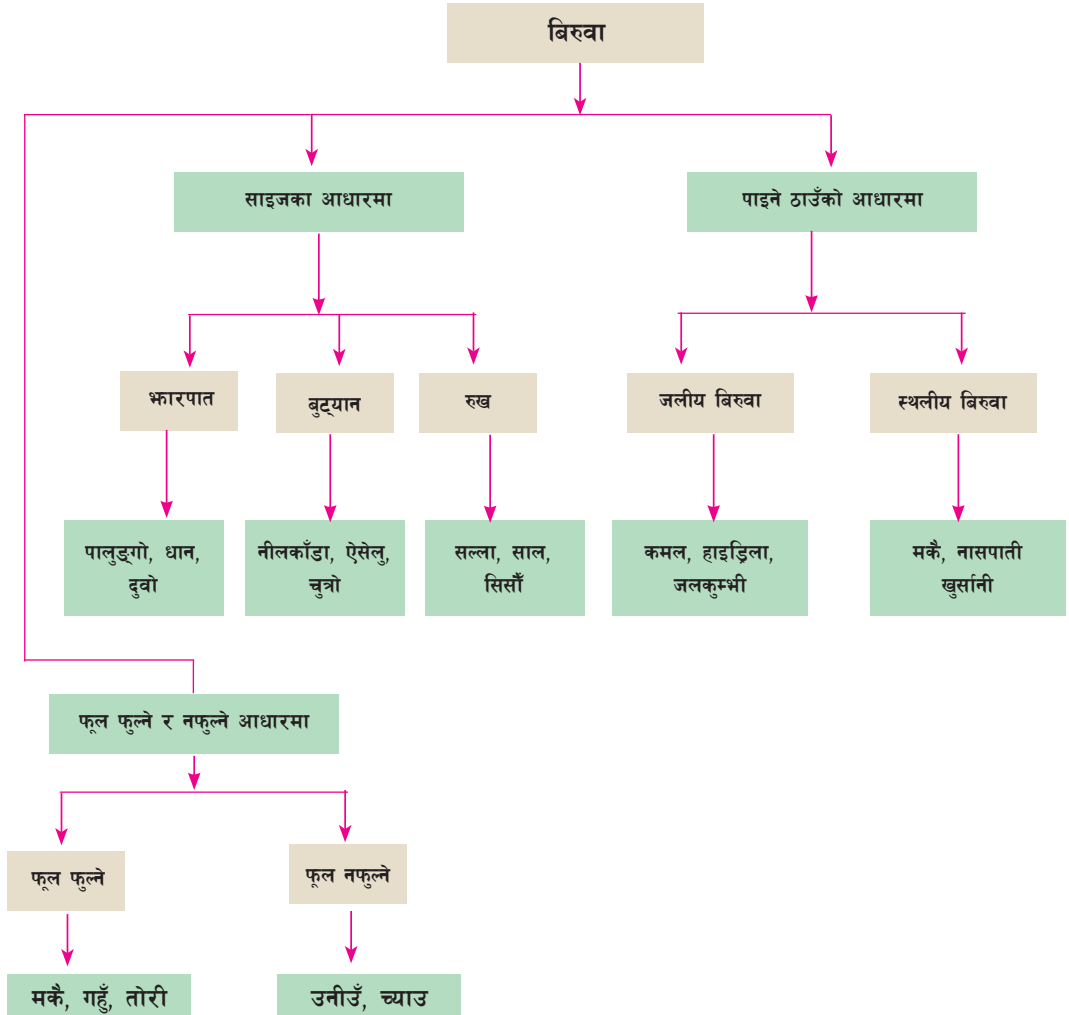 बिरुवा
साइजका आधारमा
पाइने ठाउँको आधारमा
झारपात
बुट्यान
रुख
जलीय बिरुवा
स्थलीय बिरुवा
पालुङ्गो, धान,
दुवो
नीलकाँडा, ऐसेलु,
चुत्रो
सल्ला, साल,
सिसौँ
कमल, हाइड्रिला,
जलकुम्भी
मकै, नासपाती
खुर्सानी
फूल फुल्ने र नफुल्ने आधारमा
फूल फुल्ने
फूल नफुल्ने
मकै, गहुँ, तोरी
उनीउँ, च्याउ